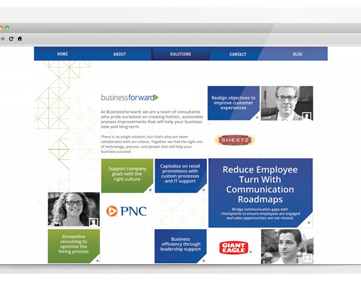 HOME ABOUT SOLUTIONS CONTACT BLOG
businessforward
At BusinessForward, we are a team of consultants
who pride ourselves on creating holistic, actionable
process improvements that will help your business
now and long-term.
There is no single solution, but that's why our team
collaborates with our clients. Together we find the right mix
of technology, process, and people that will help your
business succeed.
Realign objectives to
improve customer
experiences
SHEETZ
Support company
goals with the
right culture
Capitalize on retail
promotions with
custom processes
and IT support
Reduce Employee
Turn With
Communication
Roadmaps
Bridge communication gaps with
checkpoints to ensure employees are engaged
and sales opportunities are not missed.
PNC
Streamline
recruiting to
optimize the
hiring process
Business
efficiency through
leadership support
GIANT
EAGLE